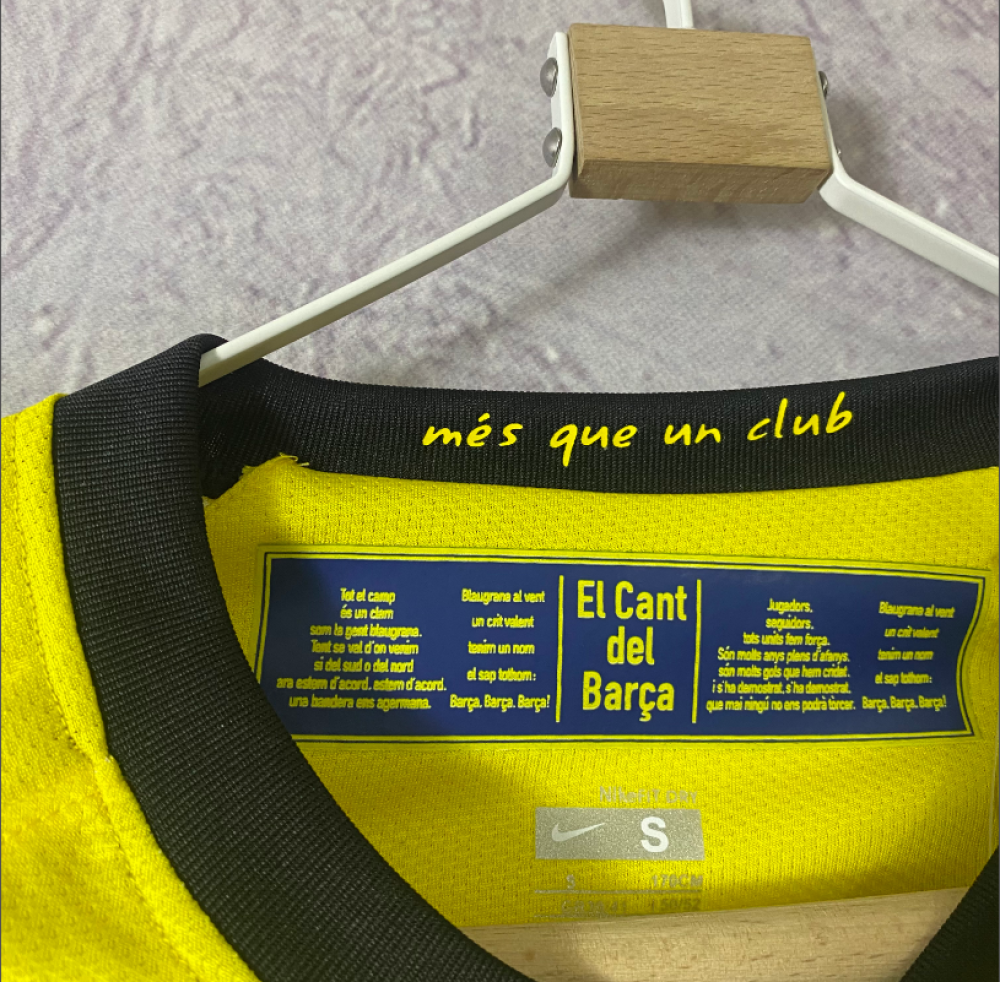 més que un club
Tot el camp
és un clam
som la gent blaugrana.
Tant se val d'on venim
si del sud o del nord
ara estem d'acord, estem d'acord,
una bandera ens agermana.
Blaugrana al vent
un crit valent
tenim un nom
el sap tothom:
Barça, Barça, Barça!
El Cant
del
Barça
Jugadors,
seguidors,
tots units fem força.
Són molts anys plens d'afanys,
són molts gols que hem cridat,
i s'ha demostrat, s'ha demostrat,
que mai ningú no ens podrà tòrcer.
Blaugrana al vent
un crit valent
tenim un nom
el sap tothom:
Barça, Barça, Barça!
NikeFIT DRY
S
S 170CM
50/52